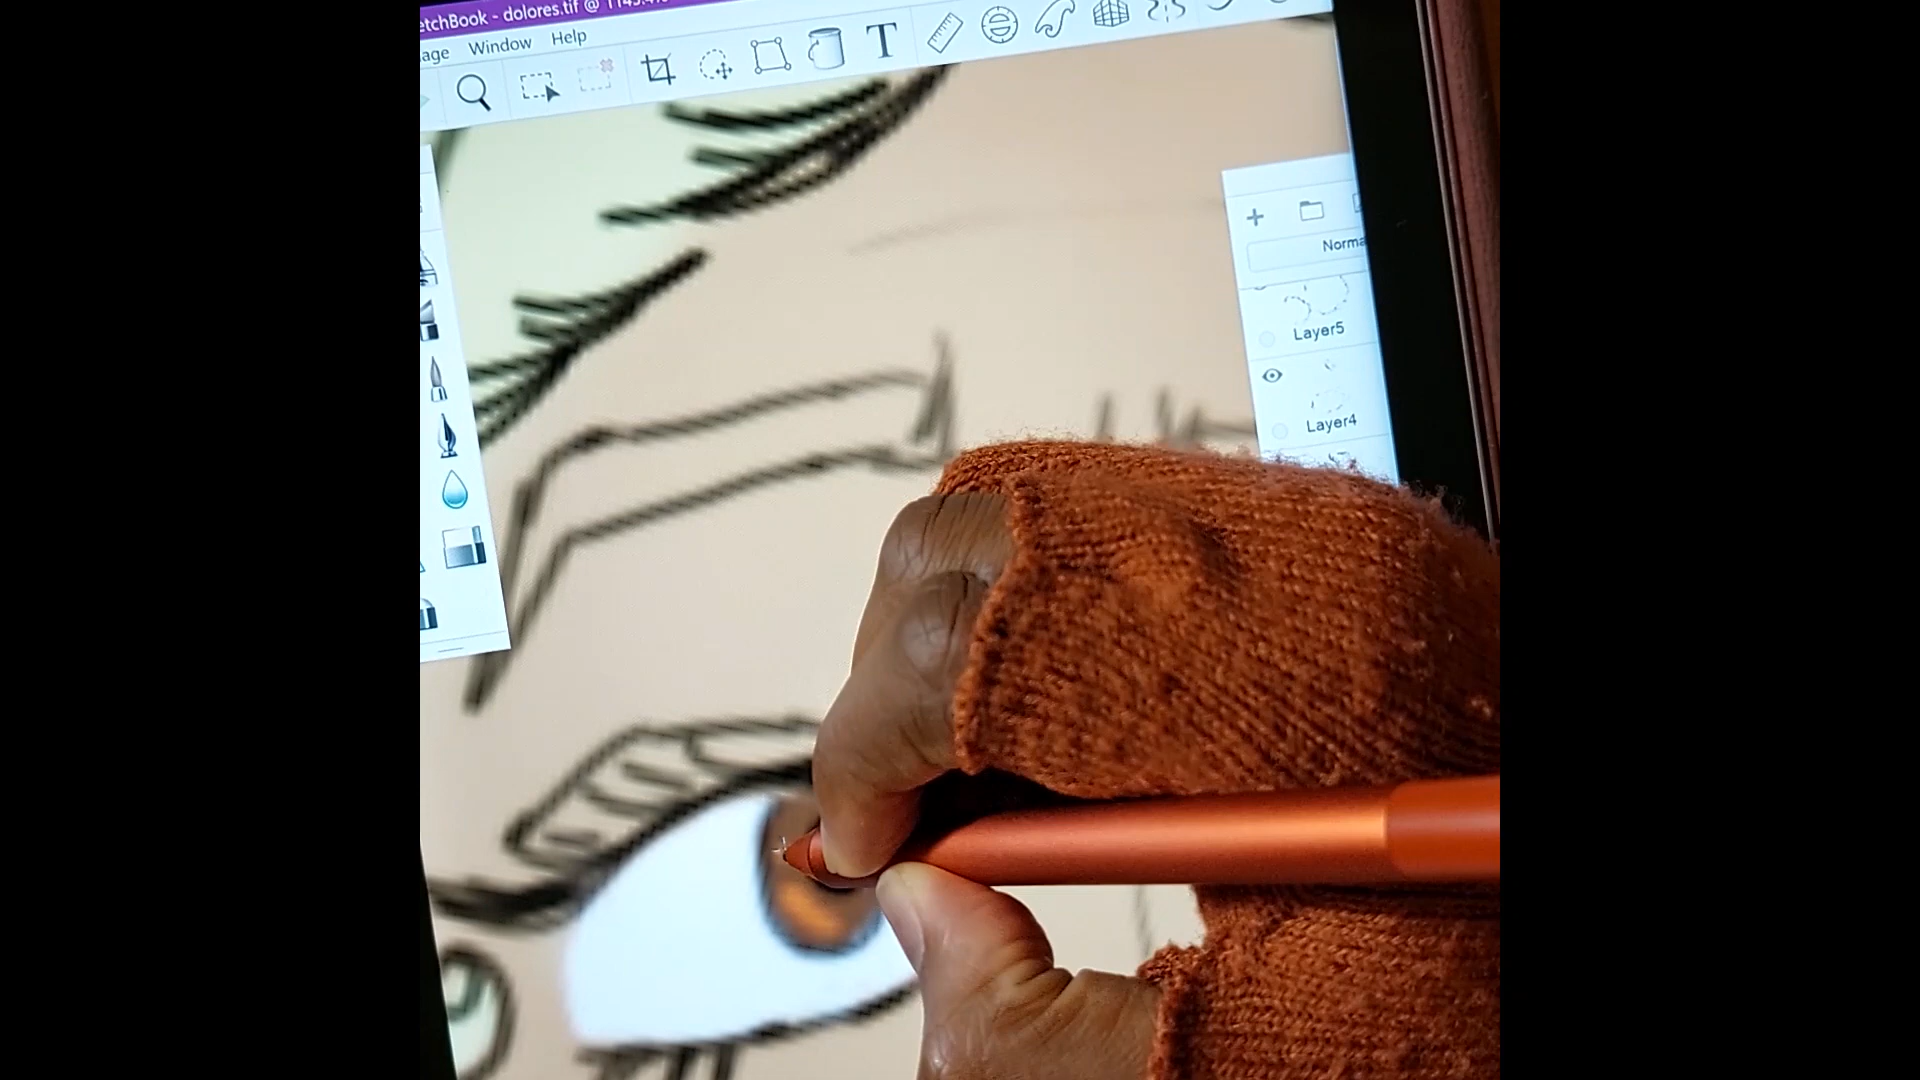 etchBook - dolores.tif @
age Window Help
T
Norma
Layer5
Layer4